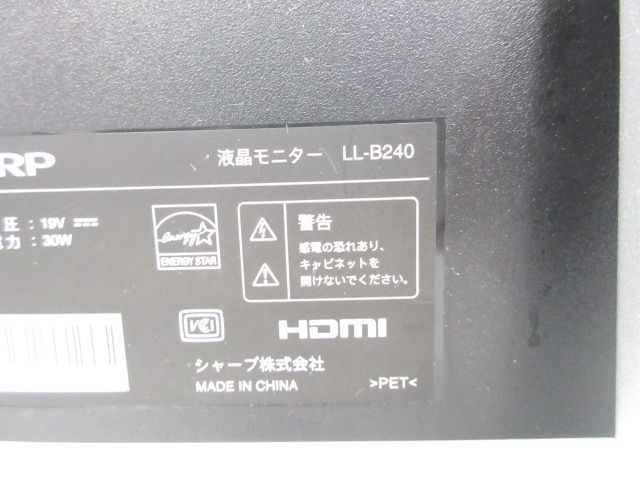 RP
液晶モニター LL-B240
圧 : 19V
力 : 30W
energy
ENERGY STAR
警告
感電の恐れあり、
キャビネットを
開けないでください。
VCI HDMI
シャープ株式会社
MADE IN CHINA >PET<